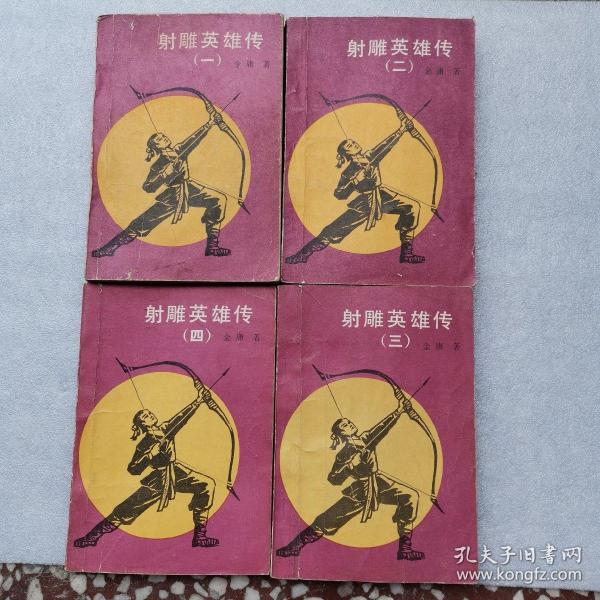 射雕英雄传
（一）
金庸 著
射雕英雄传
（二）
金庸 著
射雕英雄传
（四）
金庸 著
射雕英雄传
（三）
金庸 著
孔夫子旧书网
www.kongfz.com